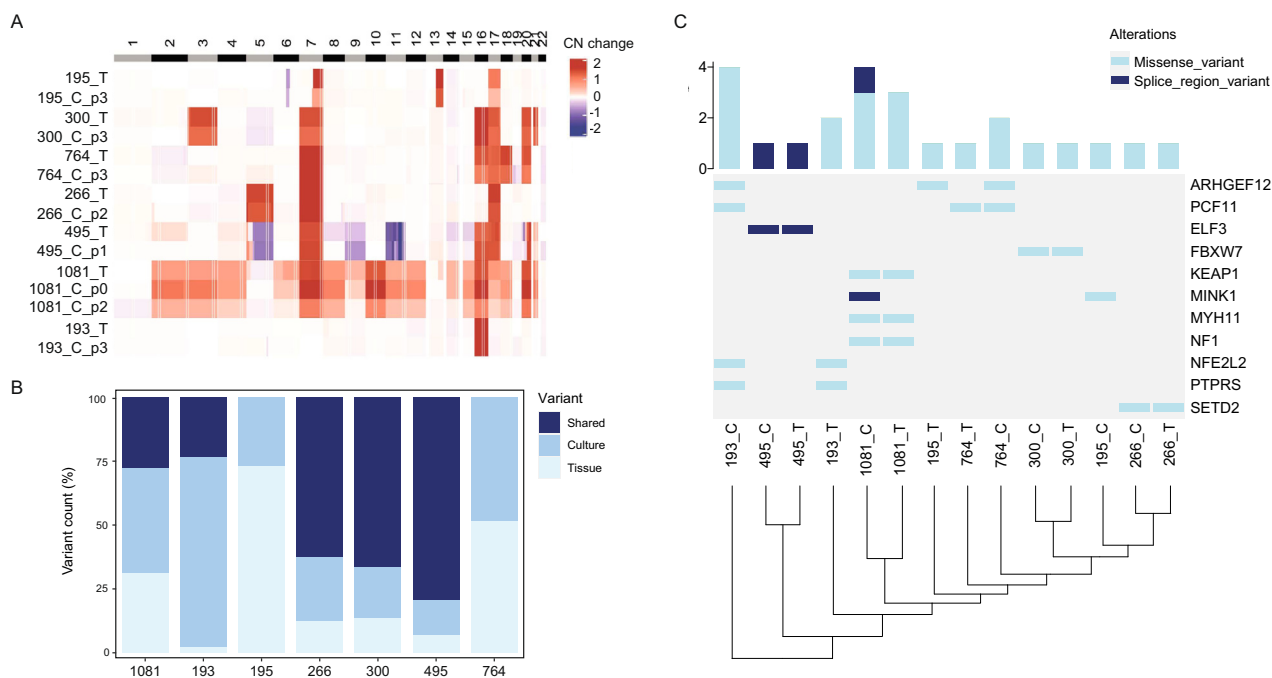 A
1 2 3 4 5 6 7 8 9 10 11 12 13 14 15 16 17 18 19 20 21 22
CN change
2
1
0
-1
-2
195_T
195_C_p3
300_T
300_C_p3
764_T
764_C_p3
266_T
266_C_p2
495_T
495_C_p1
1081_T
1081_C_p0
1081_C_p2
193_T
193_C_p3
B
Variant count (%)
100
75
50
25
0
1081 193 195 266 300 495 764
Variant
Shared
Culture
Tissue
C
Alterations
Missense_variant
Splice_region_variant
4
2
0
ARHGEF12
PCF11
ELF3
FBXW7
KEAP1
MINK1
MYH11
NF1
NFE2L2
PTPRS
SETD2
193_C 495_C 495_T 193_T 1081_C 1081_T 195_T 764_T 764_C 300_C 300_T 195_C 266_C 266_T